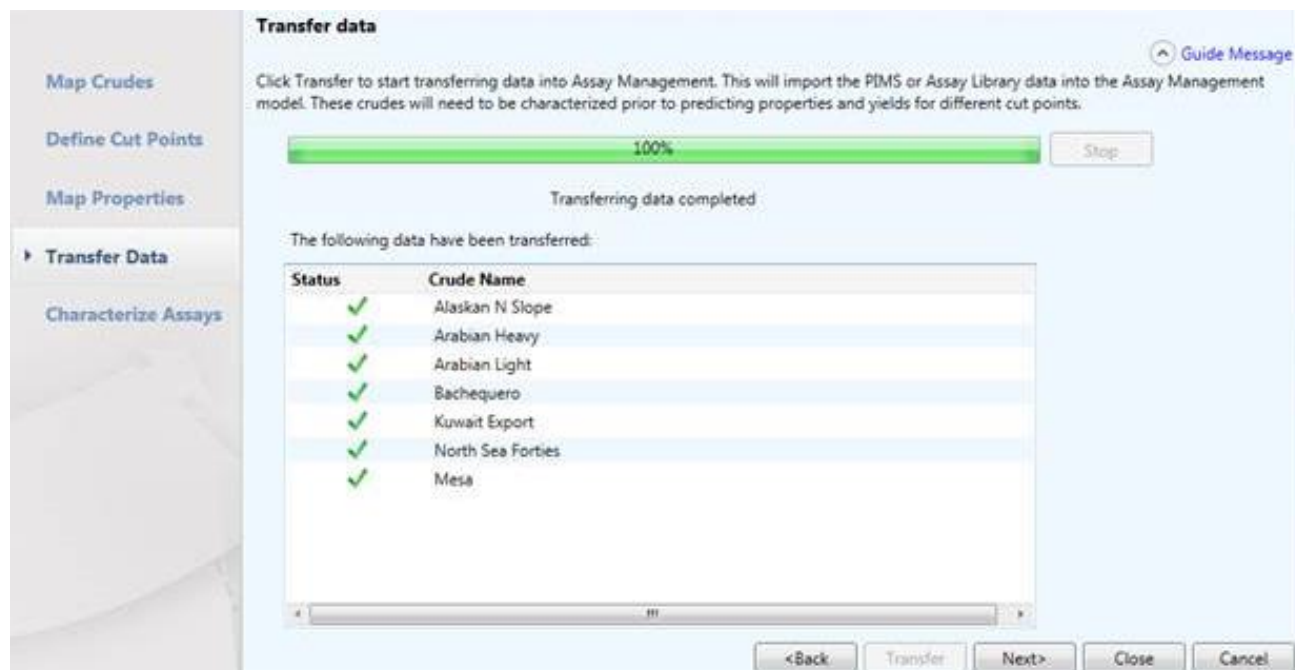 Transfer data
Guide Message
Map Crudes
Define Cut Points
Map Properties
Transfer Data
Characterize Assays
Click Transfer to start transferring data into Assay Management. This will import the PIMS or Assay Library data into the Assay Management
model. These crudes will need to be characterized prior to predicting properties and yields for different cut points.
100%
Stop
Transferring data completed
The following data have been transferred:
Status Crude Name
Alaskan N Slope
Arabian Heavy
Arabian Light
Bachequero
Kuwait Export
North Sea Forties
Mesa
<Back Transfer Next> Close Cancel